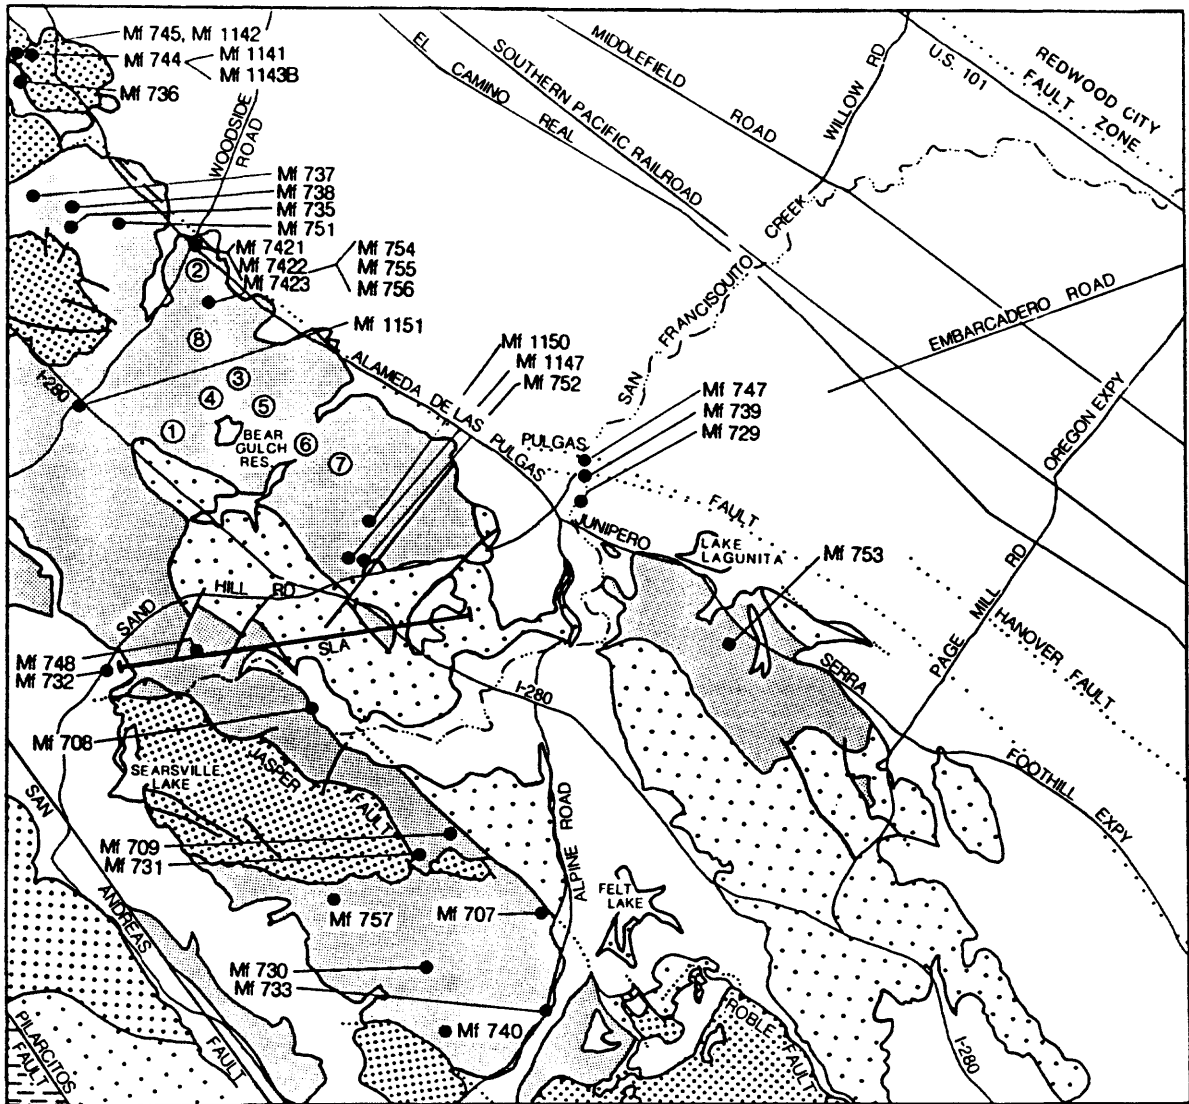 Mf 745, Mf 1142
Mf 744
Mf 1141
Mf 1143B
Mf 736
WOODSIDE
ROAD
EL
CAMINO
REAL
SOUTHERN PACIFIC RAILROAD
MIDDLEFIELD
ROAD
WILLOW RD
U.S. 101
REDWOOD CITY
FAULT ZONE
Mf 737
Mf 738
Mf 735
Mf 751
Mf 7421
Mf 7422
Mf 7423
Mf 754
Mf 755
Mf 756
Mf 1151
2
8
3
4
5
1
6
7
I-280
BEAR
GULCH
RES.
ALAMEDA DE LAS PULGAS
SAN FRANCISQUITO CREEK
EMBARCADERO ROAD
Mf 1150
Mf 1147
Mf 752
PULGAS
FAULT
Mf 747
Mf 739
Mf 729
OREGON EXPY
PAGE MILL RD
JUNIPERO
SERRA
LAKE
LAGUNITA
Mf 753
HANOVER FAULT
FOOTHILL EXPY
SAND HILL RD
SLA
I-280
Mf 748
Mf 732
Mf 708
SEARSVILLE
LAKE
JASPER
FAULT
Mf 709
Mf 731
Mf 757
Mf 707
ALPINE ROAD
FELT
LAKE
SAN
ANDREAS
FAULT
Mf 730
Mf 733
Mf 740
ROBLE
FAULT
I-280
PILARCITOS
FAULT